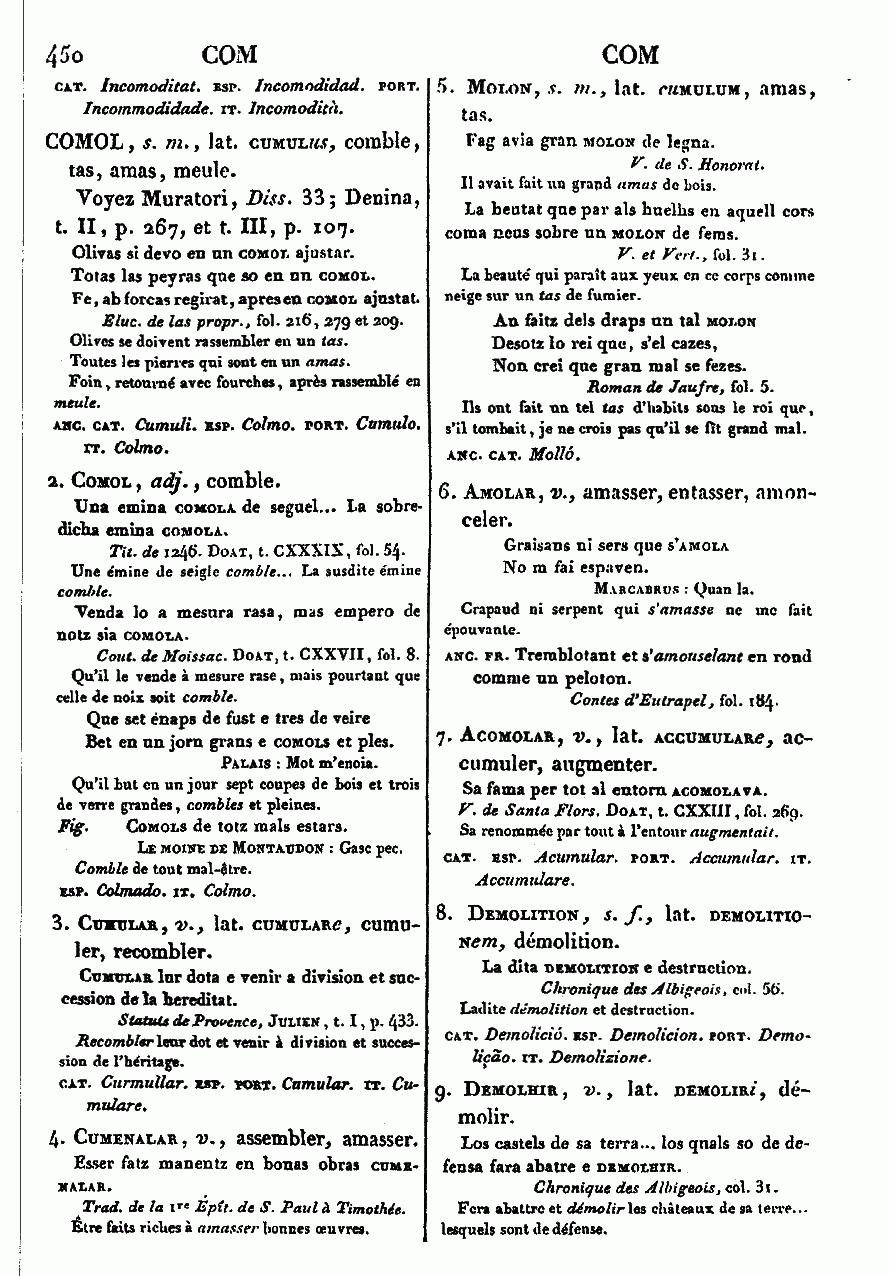 450 COM COM
CAT. Incomoditat. ESP. Incomodidad. PORT.
Incommodidade. IT. Incomodità.
COMOL, s. m., lat. CUMULus, comble,
tas, amas, meule.
Voyez Muratori, Diss. 33; Denina,
t. II, p. 267, et t. III, p. 107.
Olivas si devo en un COMOL ajustar.
Totas las peyras que so en un COMOL.
Fe, ab forcas regirat, apres en COMOL ajustat.
Eluc. de las propr., fol. 216, 279 et 209.
Olives se doivent rassembler en un tas.
Toutes les pierres qui sont en un amas.
Foin, retourné avec fourches, après rassemblé en
meule.
ANC. CAT. Cumuli. ESP. Colmo. PORT. Cumulo.
IT. Colmo.
2. COMOL, adj., comble.
Una emina COMOLA de seguel... La sobre-
dicha emina COMOLA.
Tit. de 1246. DOAT, t. CXXXIX, fol. 54.
Une émine de seigle comble... La susdite émine
comble.
Venda lo a mesura rasa, mas empero de
notz sia COMOLA.
Cout. de Moissac. DOAT, t. CXXVII, fol. 8.
Qu'il le vende à mesure rase, mais pourtant que
celle de noix soit comble.
Que set énaps de fust e tres de veire
Bet en un jorn grans e COMOLS et ples.
PALAIS : Mot m'enoia.
Qu'il but en un jour sept coupes de bois et trois
de verre grandes, combles et pleines.
Fig. COMOLS de totz mals estars.
LE MOINE DE MONTAUDON : Gasc pec.
Comble de tout mal-être.
ESP. Colmado. IT. Colmo.
3. CUMULAR, v., lat. CUMULARe, cumu-
ler, recombler.
CUMULAR lur dota e venir a division et suc-
cession de la hereditat.
Statuts de Provence, JULIEN, t. I, p. 433.
Recombler leur dot et venir à division et succes-
sion de l'héritage.
CAT. Curmullar. ESP. PORT. Cumular. IT. Cu-
mulare.
4. CUMENALAR, v., assembler, amasser.
Esser fatz manentz en bonas obras CUME-
NALAR.
Trad. de la 1re Épît. de S. Paul à Timothée.
Être faits riches à amasser bonnes œuvres.
5. MOLON, s. m., lat. cuMULUM, amas,
tas.
Fag avia gran MOLON de legna.
V. de S. Honorat.
Il avait fait un grand amas de bois.
La beutat que par als huelhs en aquell cors
coma neus sobre un MOLON de fems.
V. et Vert., fol. 31.
La beauté qui paraît aux yeux en ce corps comme
neige sur un tas de fumier.
An faitz dels draps un tal MOLON
Desotz lo rei que, s'el cazes,
Non crei que gran mal se fezes.
Roman de Jaufre, fol. 5.
Ils ont fait un tel tas d'habits sous le roi que,
s'il tombait, je ne crois pas qu'il se fît grand mal.
ANC. CAT. Molló.
6. AMOLAR, v., amasser, entasser, amon-
celer.
Graisans ni sers que s'AMOLA
No m fai espaven.
MARCABRUS : Quan la.
Crapaud ni serpent qui s'amasse ne me fait
épouvante.
ANC. FR. Tremblotant et s'amouselant en rond
comme un peloton.
Contes d'Eutrapel, fol. 184.
7. ACOMOLAR, v., lat. ACCUMULARe, ac-
cumuler, augmenter.
Sa fama per tot al entorn ACOMOLAVA.
V. de Santa Flors. DOAT, t. CXXIII, fol. 269.
Sa renommée par tout à l'entour augmentait.
CAT. ESP. Acumular. PORT. Accumular. IT.
Accumulare.
8. DEMOLITION, s. f., lat. DEMOLITIO-
Nem, démolition.
La dita DEMOLITION e destruction.
Chronique des Albigeois, col. 56.
Ladite démolition et destruction.
CAT. Demolició. ESP. Demolicion. PORT. Demo-
lição. IT. Demolizione.
9. DEMOLHIR, v., lat. DEMOLIRi, dé-
molir.
Los castels de sa terra... los quals so de de-
fensa fara abatre e DEMOLHIR.
Chronique des Albigeois, col. 31.
Fera abattre et démolir les châteaux de sa terre...
lesquels sont de défense.